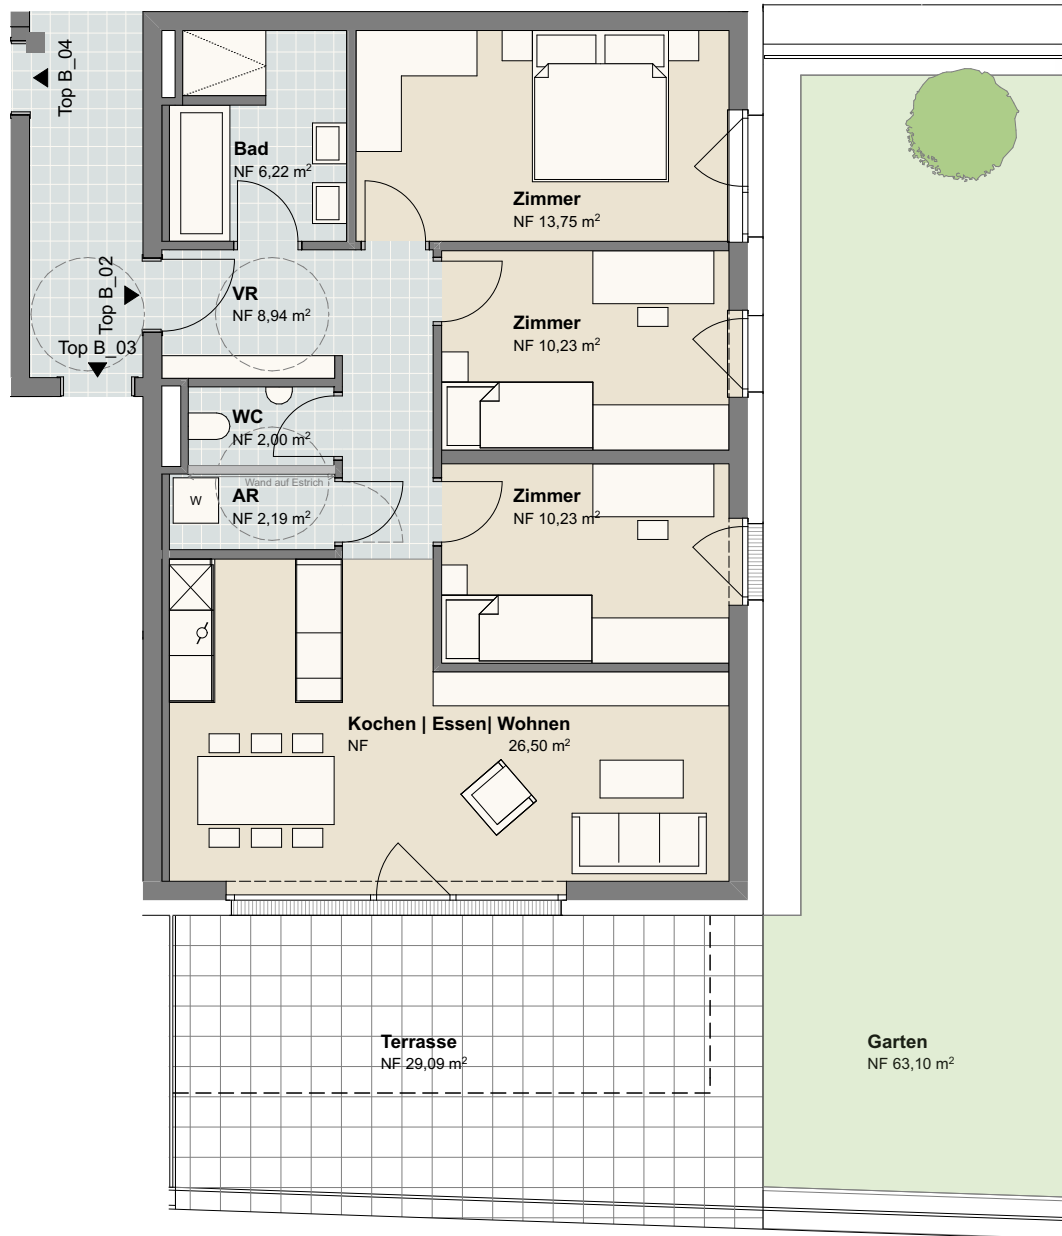 Top B_04
Bad
NF 6,22 m²
Zimmer
NF 13,75 m²
Top B_02
VR
NF 8,94 m²
Zimmer
NF 10,23 m²
Top B_03
WC
NF 2,00 m²
Wand auf Estrich
W
AR
NF 2,19 m²
Zimmer
NF 10,23 m²
Kochen | Essen| Wohnen
NF 26,50 m²
Terrasse
NF 29,09 m²
Garten
NF 63,10 m²